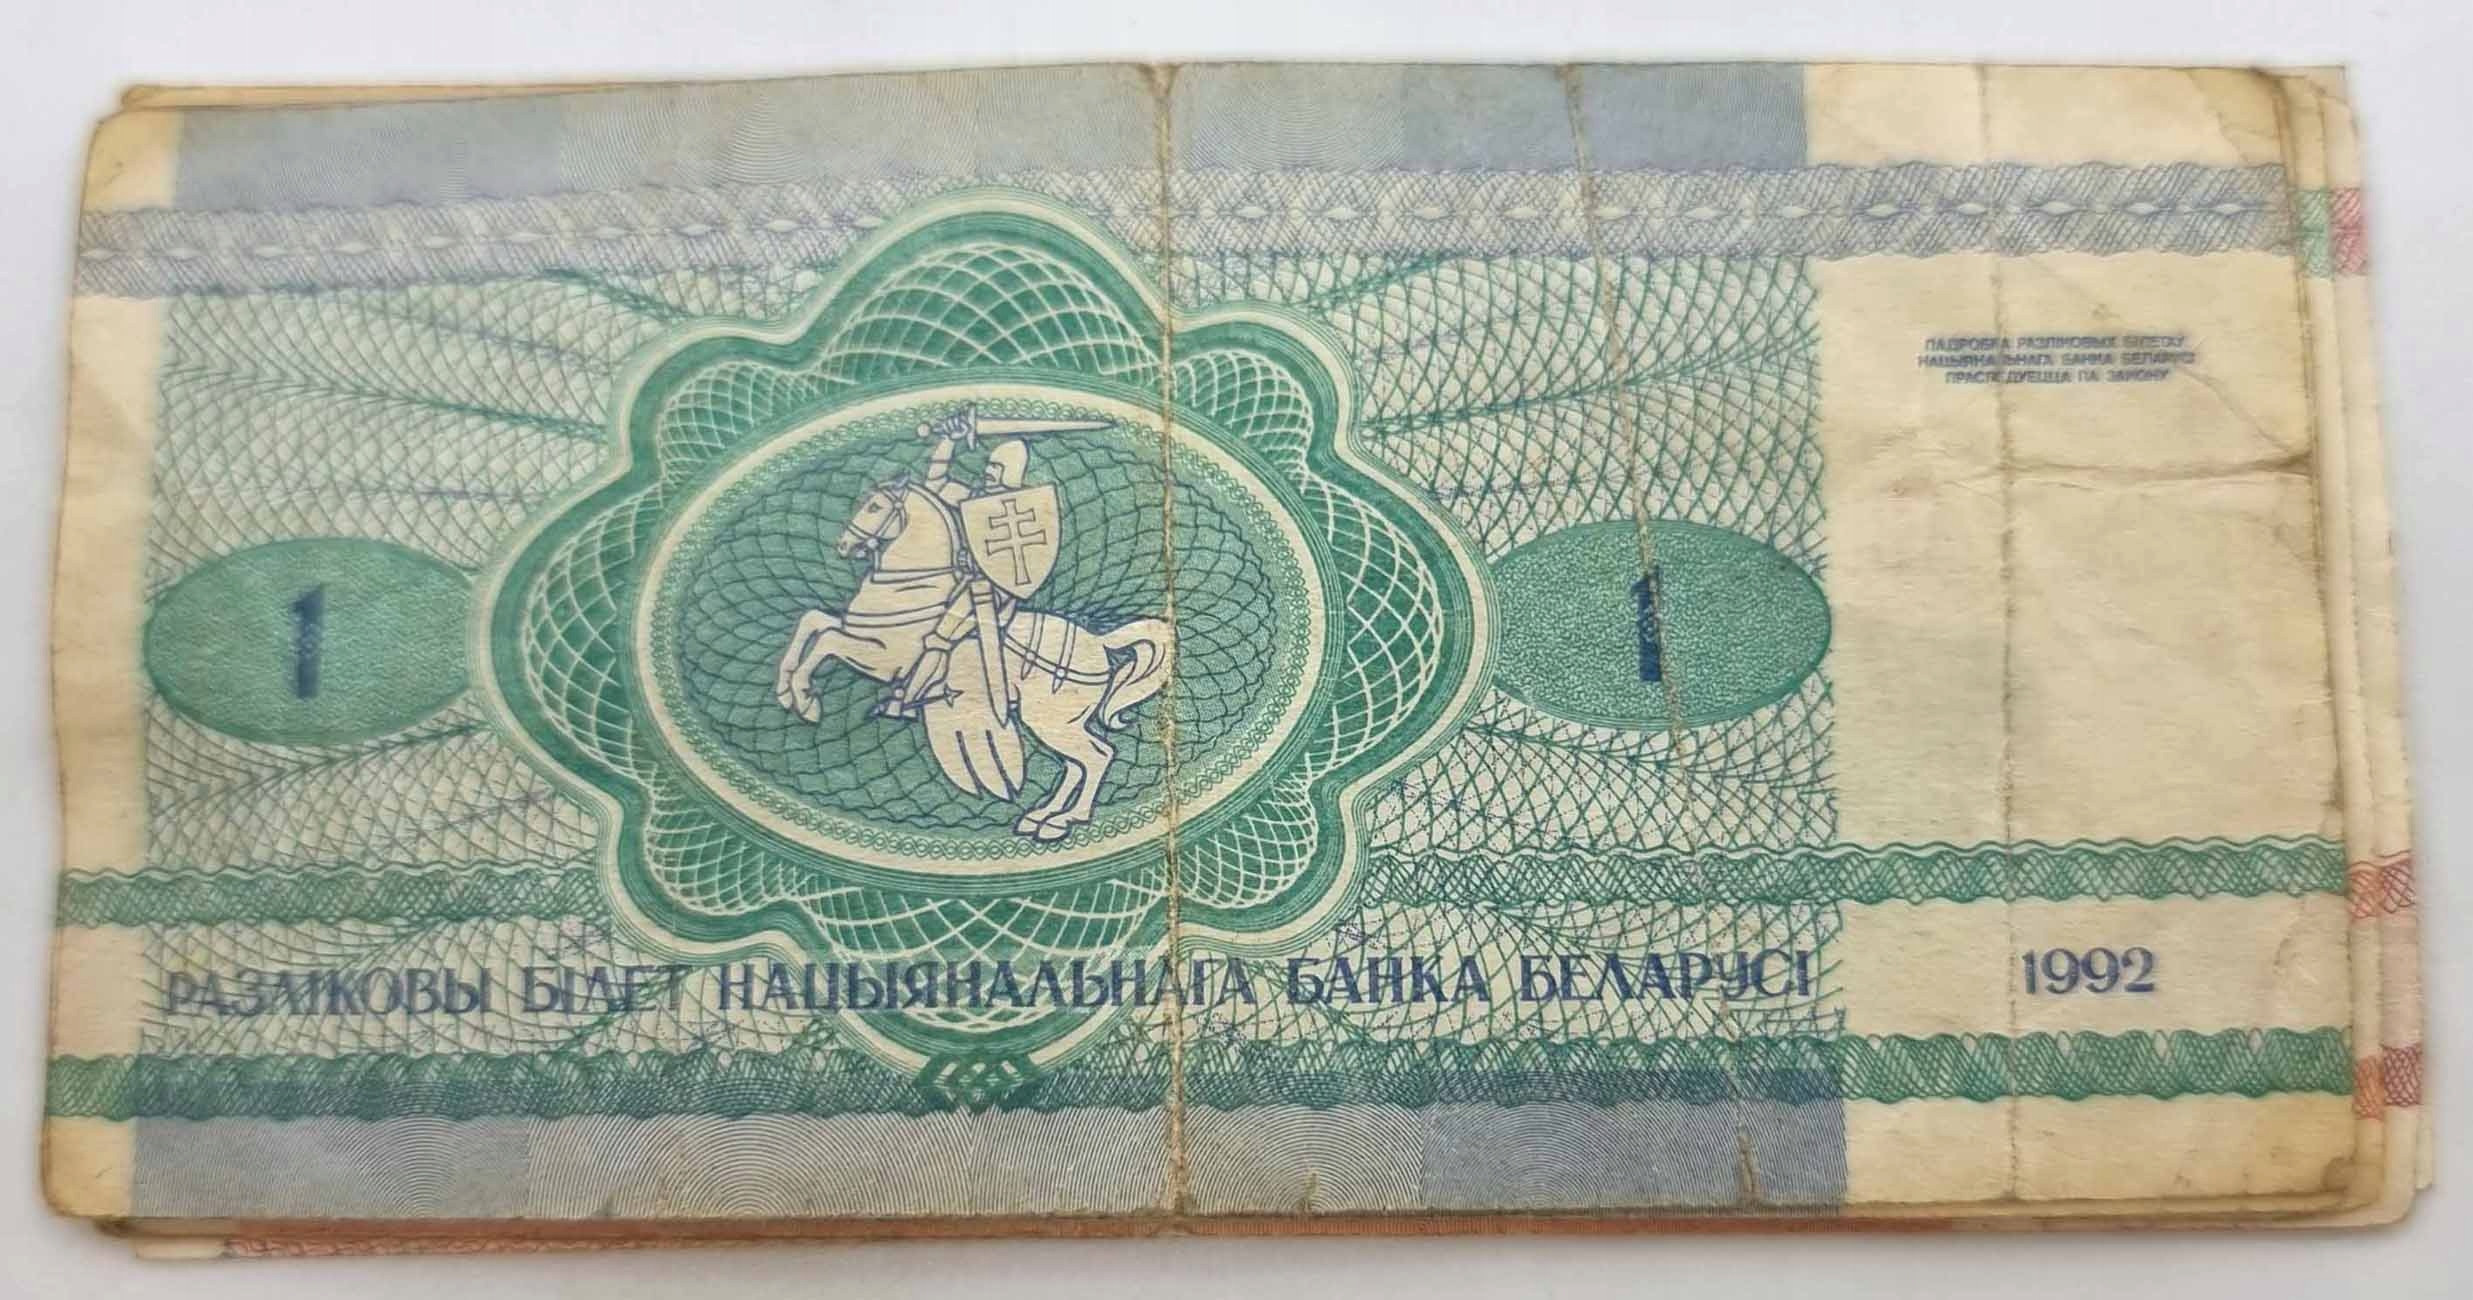 ПАДРОБКА РАЗЛІКОВЫХ БІЛЕТАЎ
НАЦЫЯНАЛЬНАГА БАНКА БЕЛАРУСІ
ПРАСЛЕДУЕЦЦА ПА ЗАКОНУ
1 1
РАЗЛІКОВЫ БІЛЕТ НАЦЫЯНАЛЬНАГА БАНКА БЕЛАРУСІ 1992